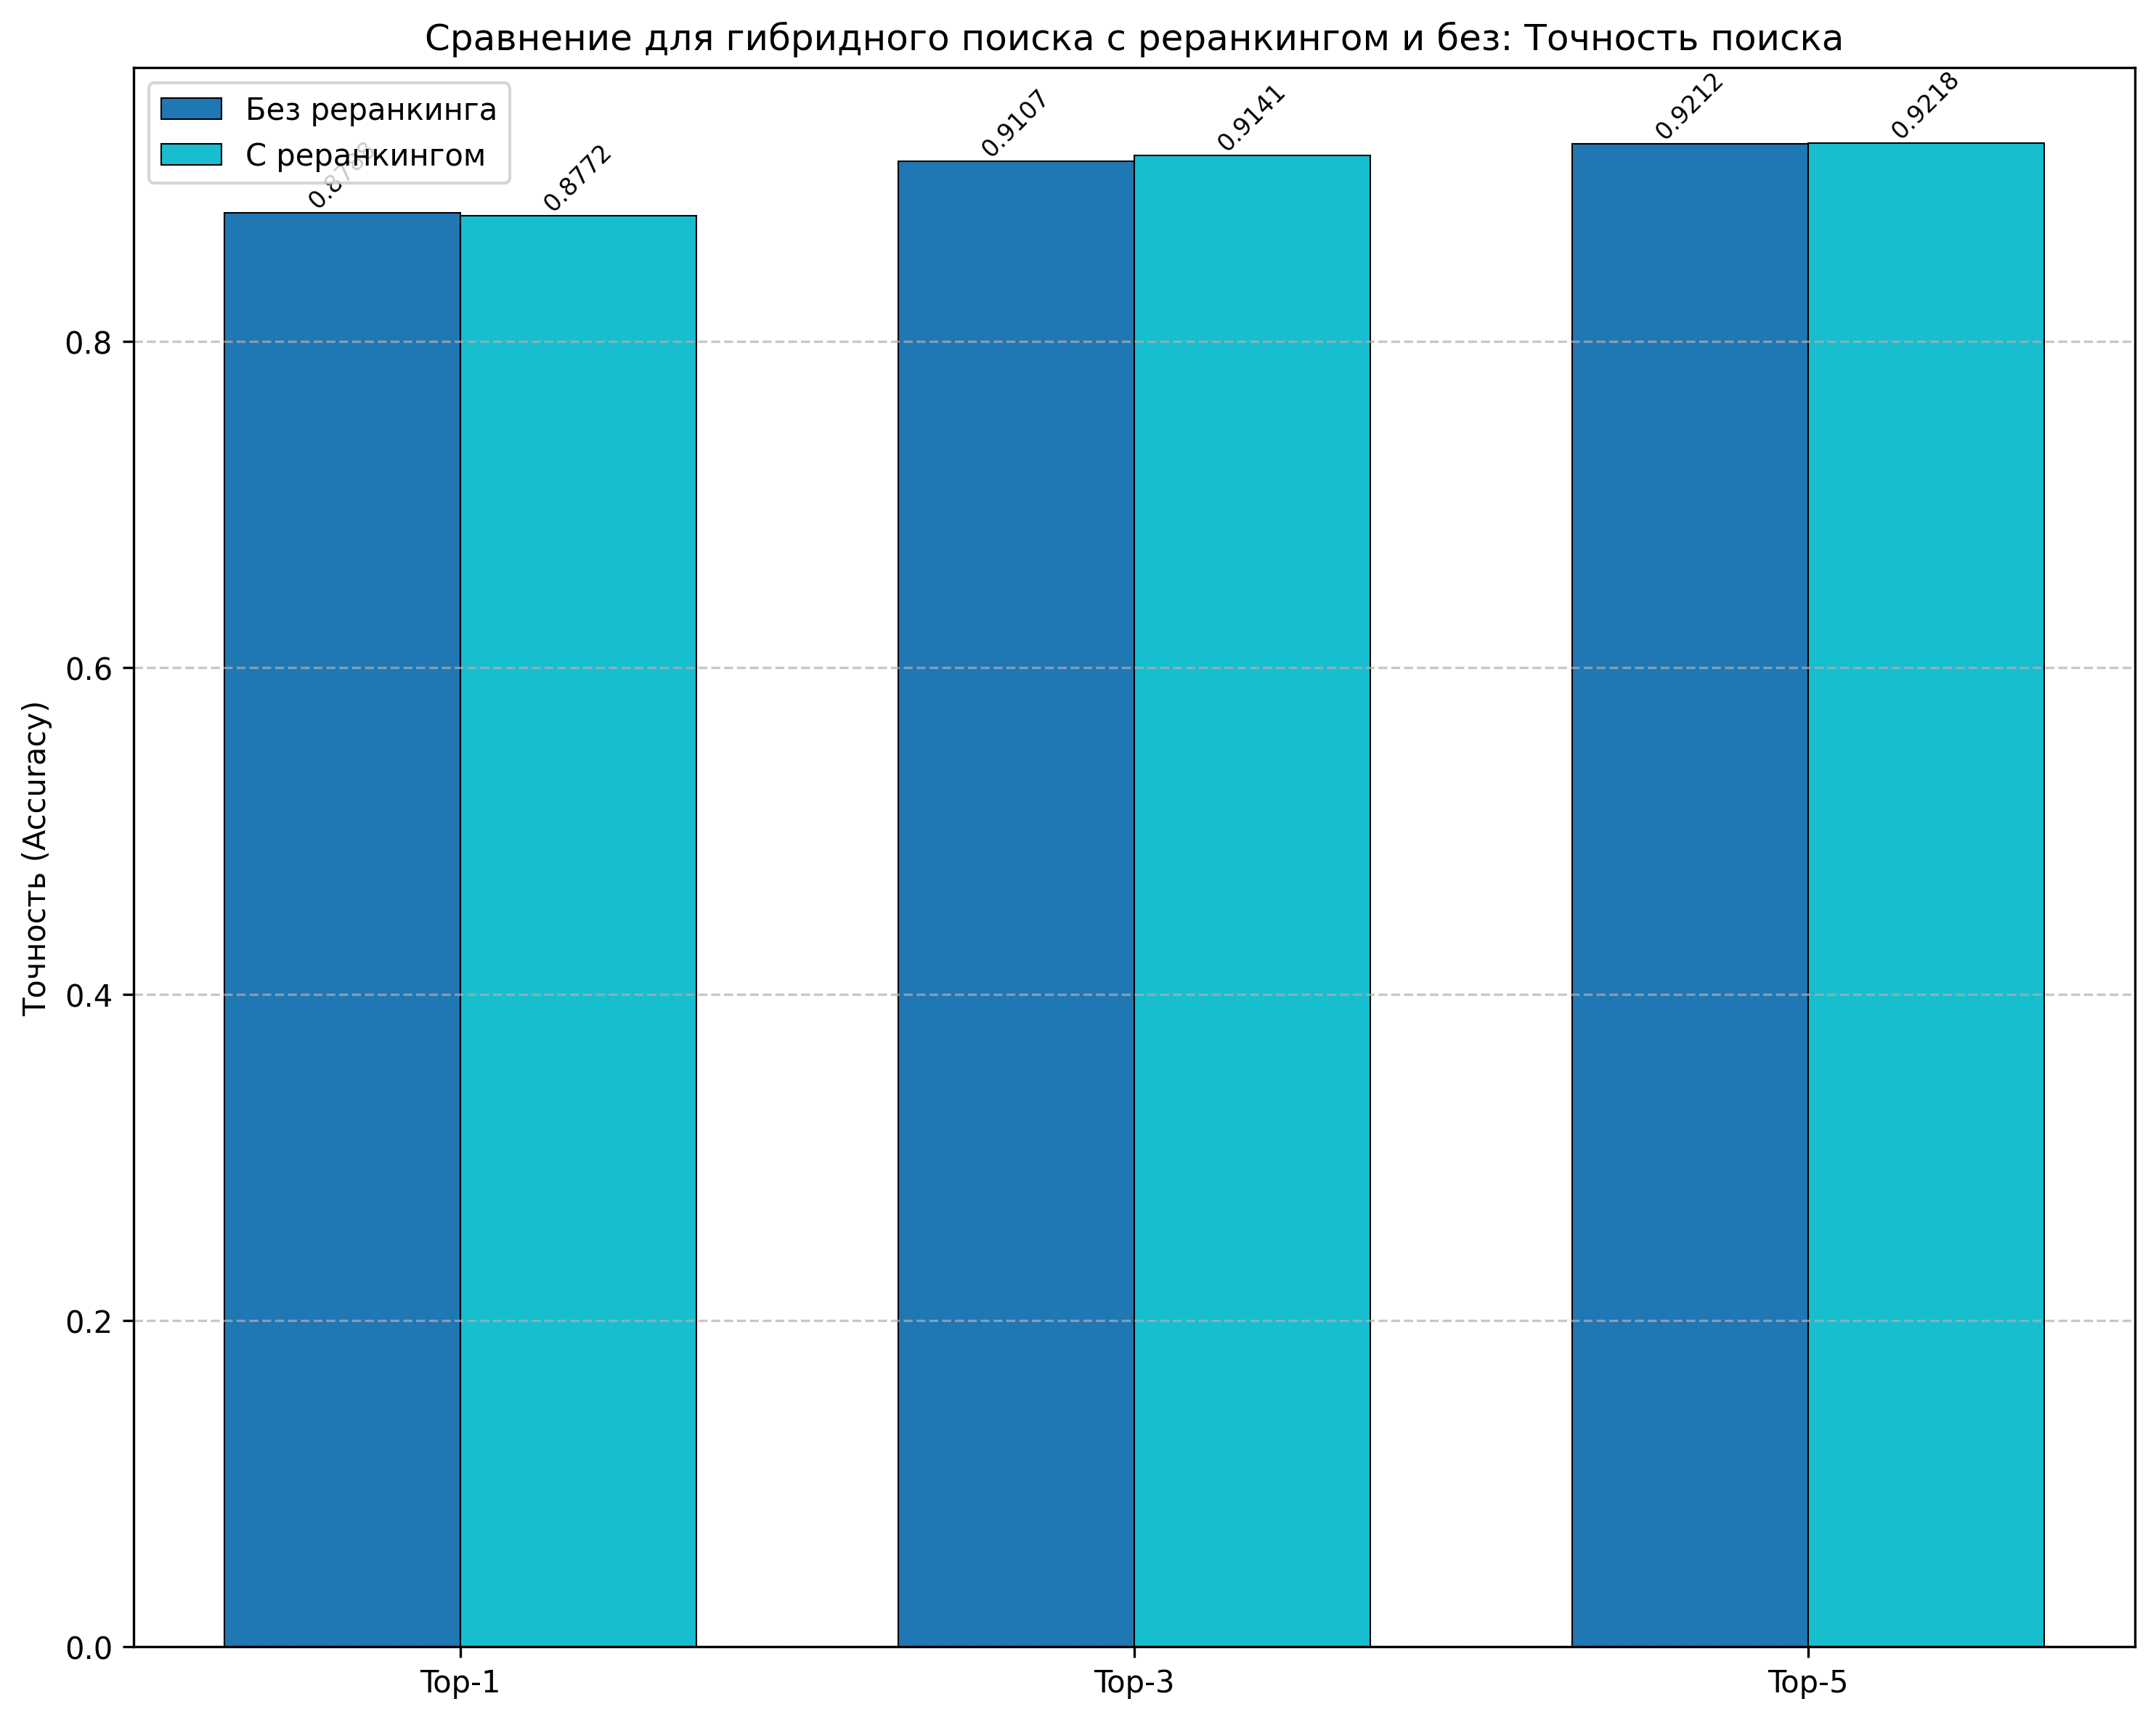 Сравнение для гибридного поиска с реранкингом и без: Точность поиска
Без реранкинга
С реранкингом
0.8772
0.9107
0.9141
0.9212
0.9218
Точность (Accuracy)
0.8
0.6
0.4
0.2
0.0
Top-1
Top-3
Top-5